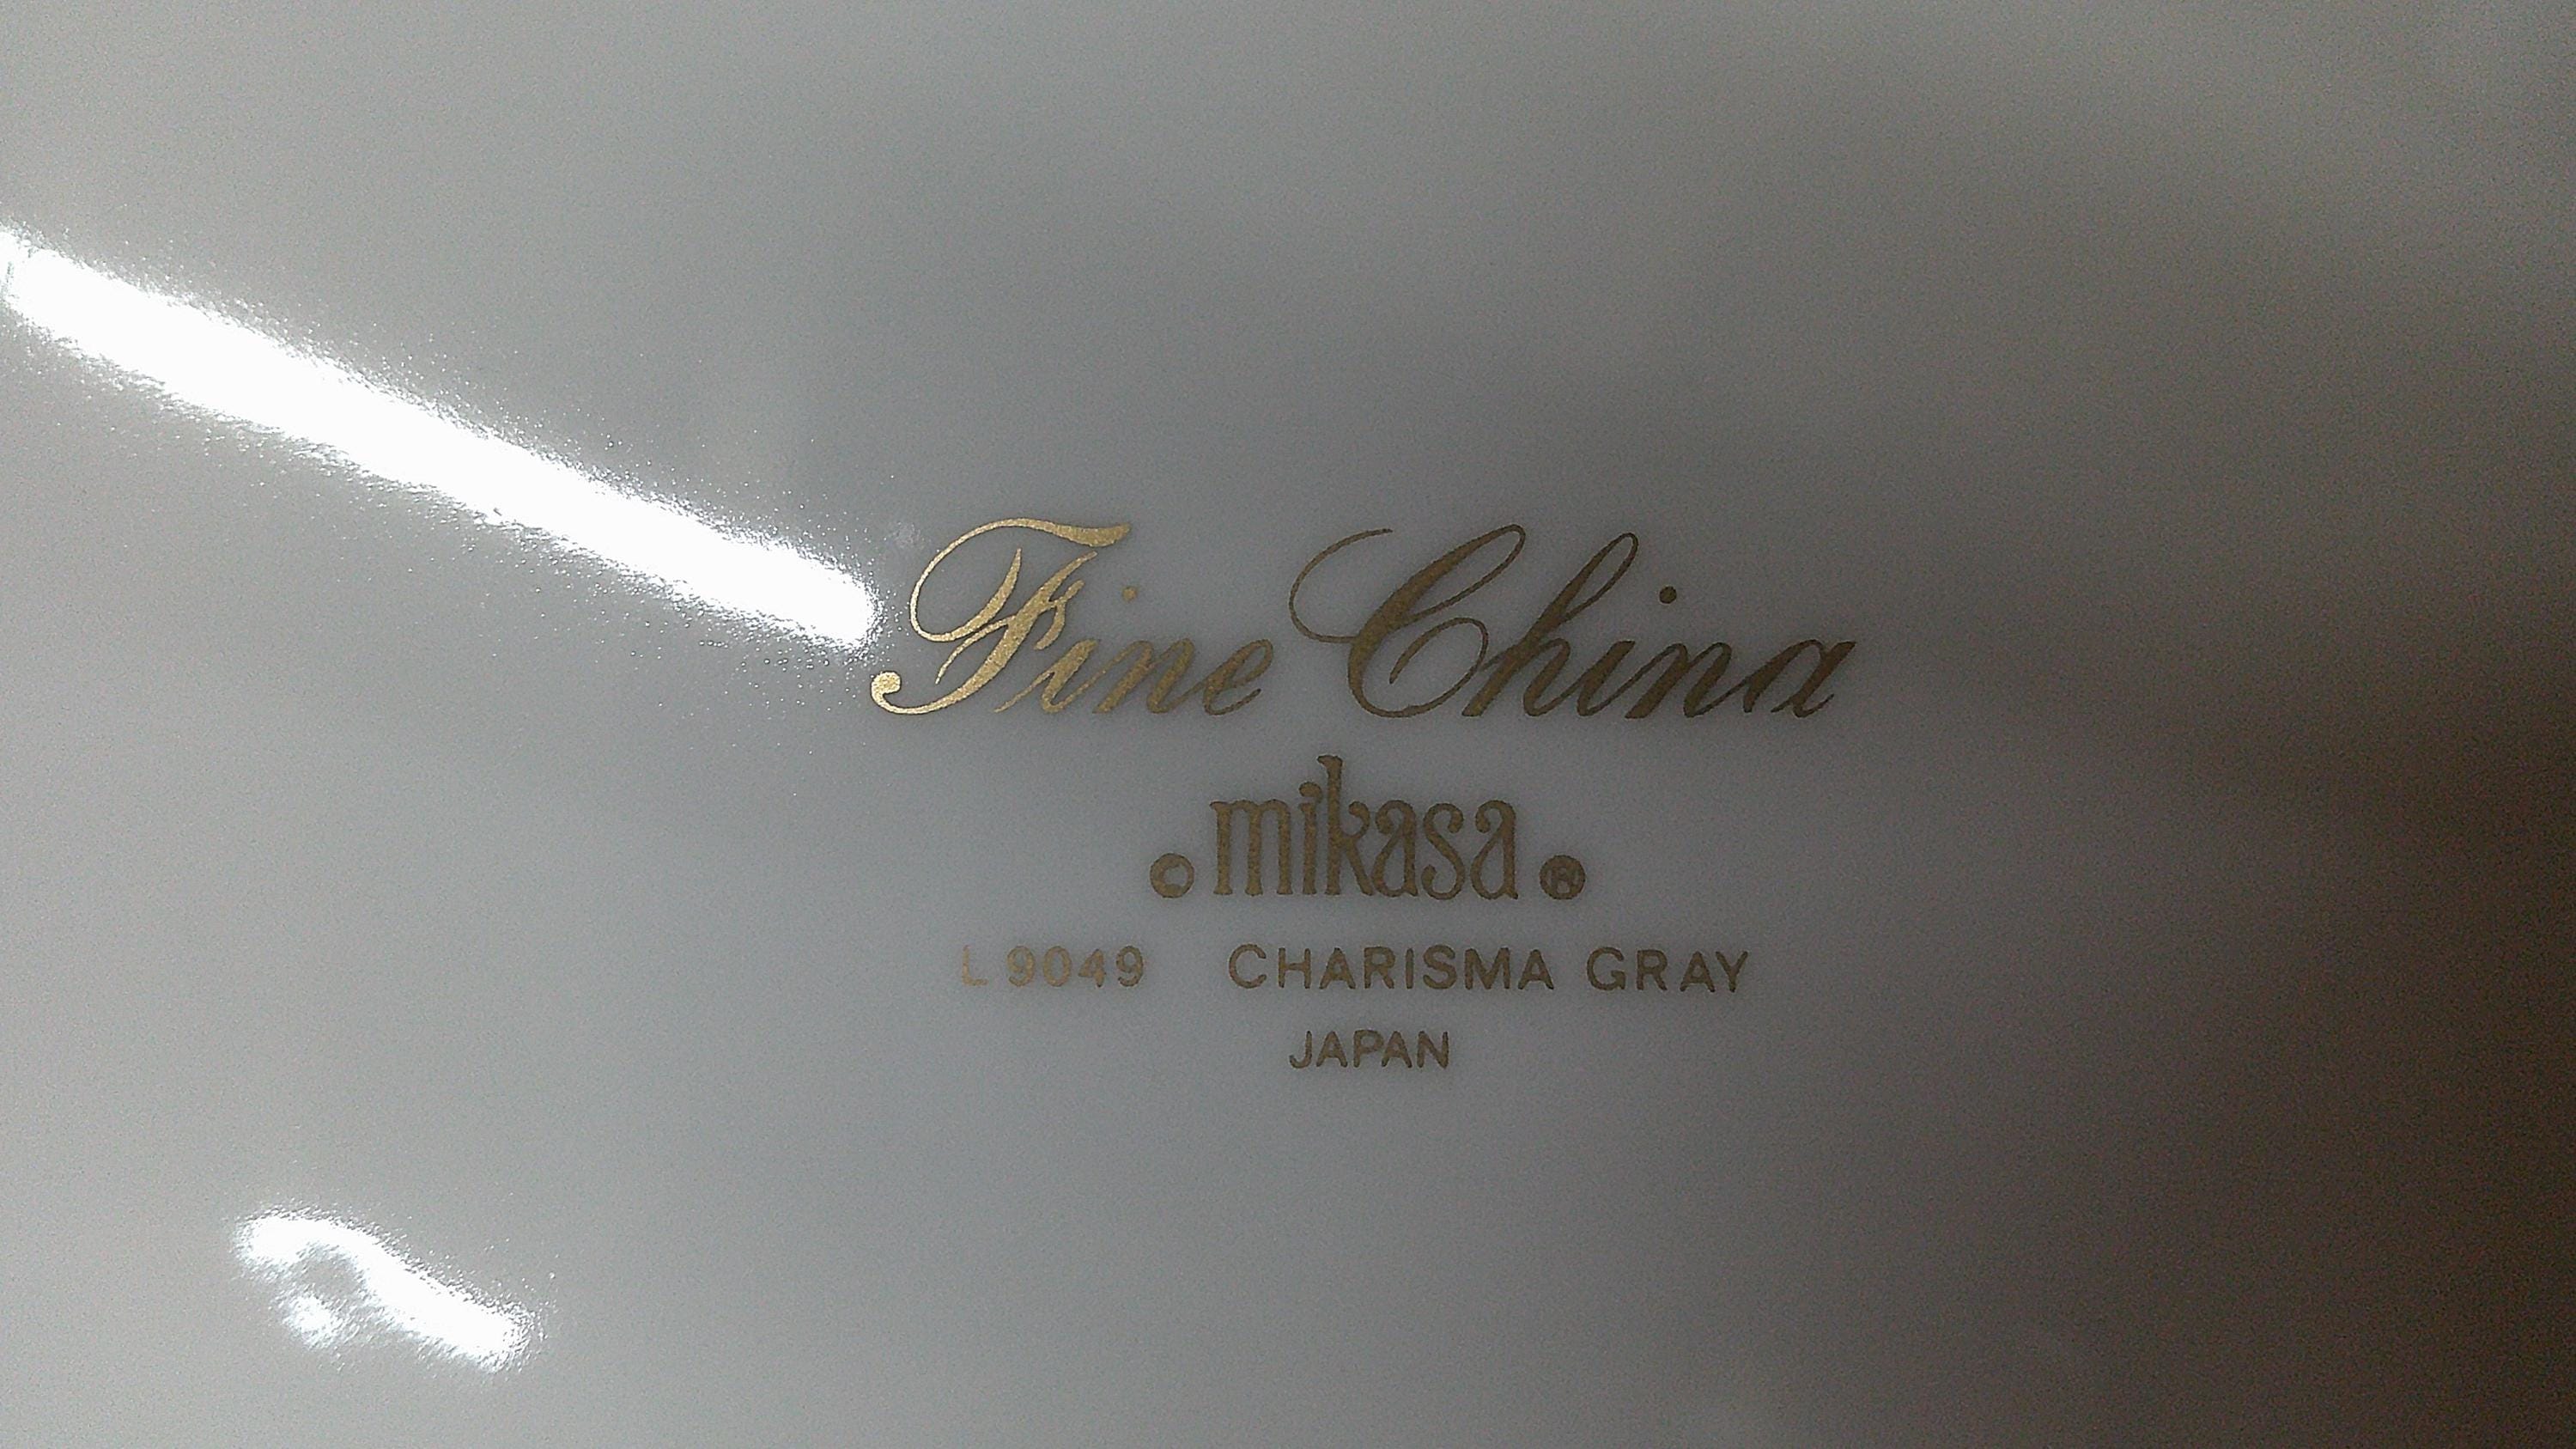 Fine China
© mikasa ®
L 9049 CHARISMA GRAY
JAPAN